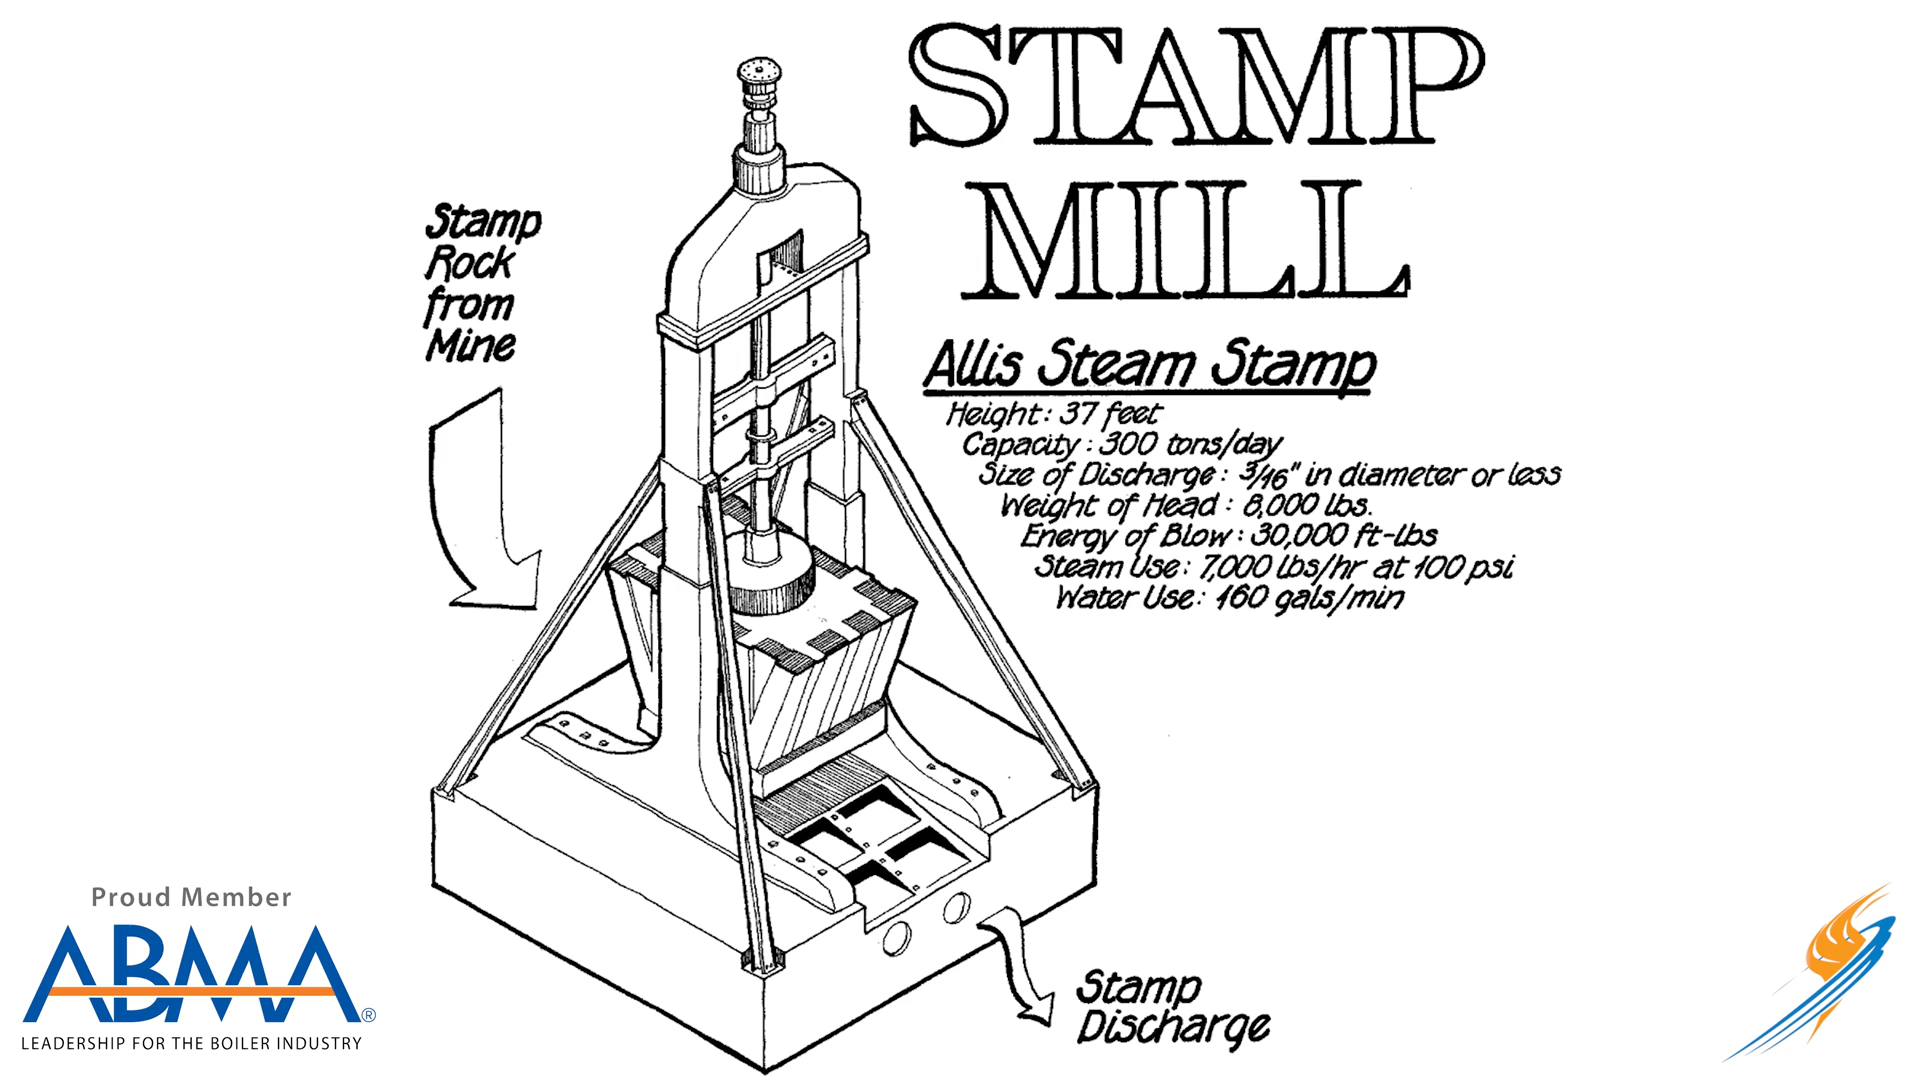 STAMP
MILL
Stamp
Rock
from
Mine
Allis Steam Stamp
Height: 37 feet
Capacity: 300 tons/day
Size of Discharge: 3/16" in diameter or less
Weight of Head: 8,000 lbs.
Energy of Blow: 30,000 ft-lbs
Steam Use: 7,000 lbs/hr at 100 psi
Water Use: 160 gals/min
Stamp
Discharge
Proud Member
ABMA®
LEADERSHIP FOR THE BOILER INDUSTRY